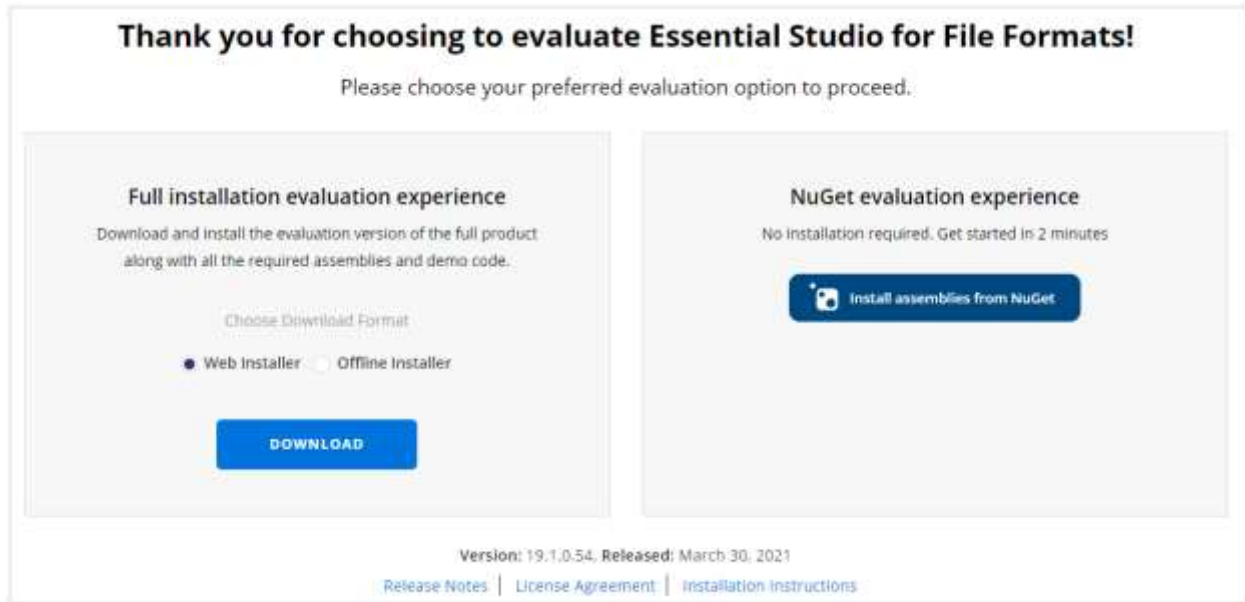 Thank you for choosing to evaluate Essential Studio for File Formats!
Please choose your preferred evaluation option to proceed.
Full installation evaluation experience
Download and install the evaluation version of the full product
along with all the required assemblies and demo code.
Choose Download Format
Web Installer Offline Installer
DOWNLOAD
NuGet evaluation experience
No installation required. Get started in 2 minutes
Install assemblies from NuGet
Version: 19.1.0.54, Released: March 30, 2021
Release Notes | License Agreement | Installation Instructions